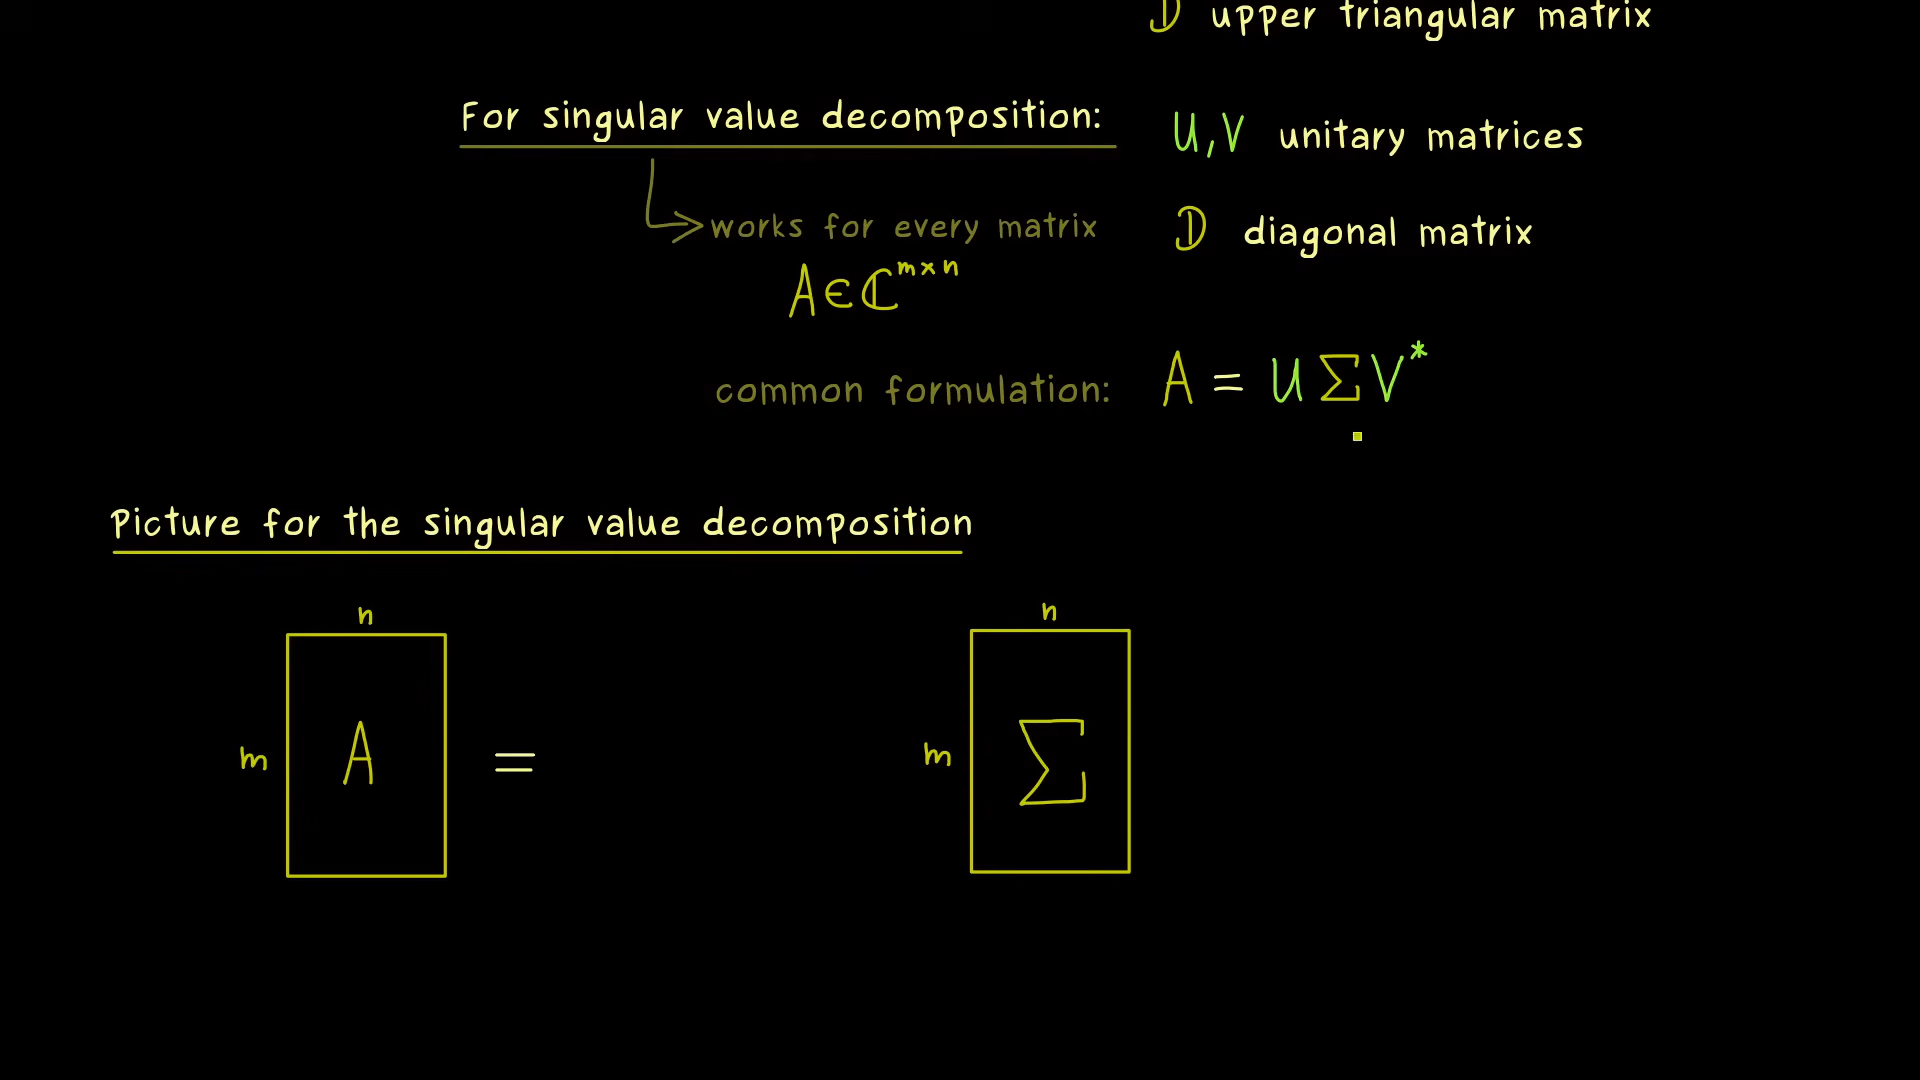 D upper triangular matrix
For singular value decomposition: U, V unitary matrices
works for every matrix D diagonal matrix
A ∈ ℂ^{m×n}
common formulation: A = U Σ V*
Picture for the singular value decomposition
n n
m A = m Σ